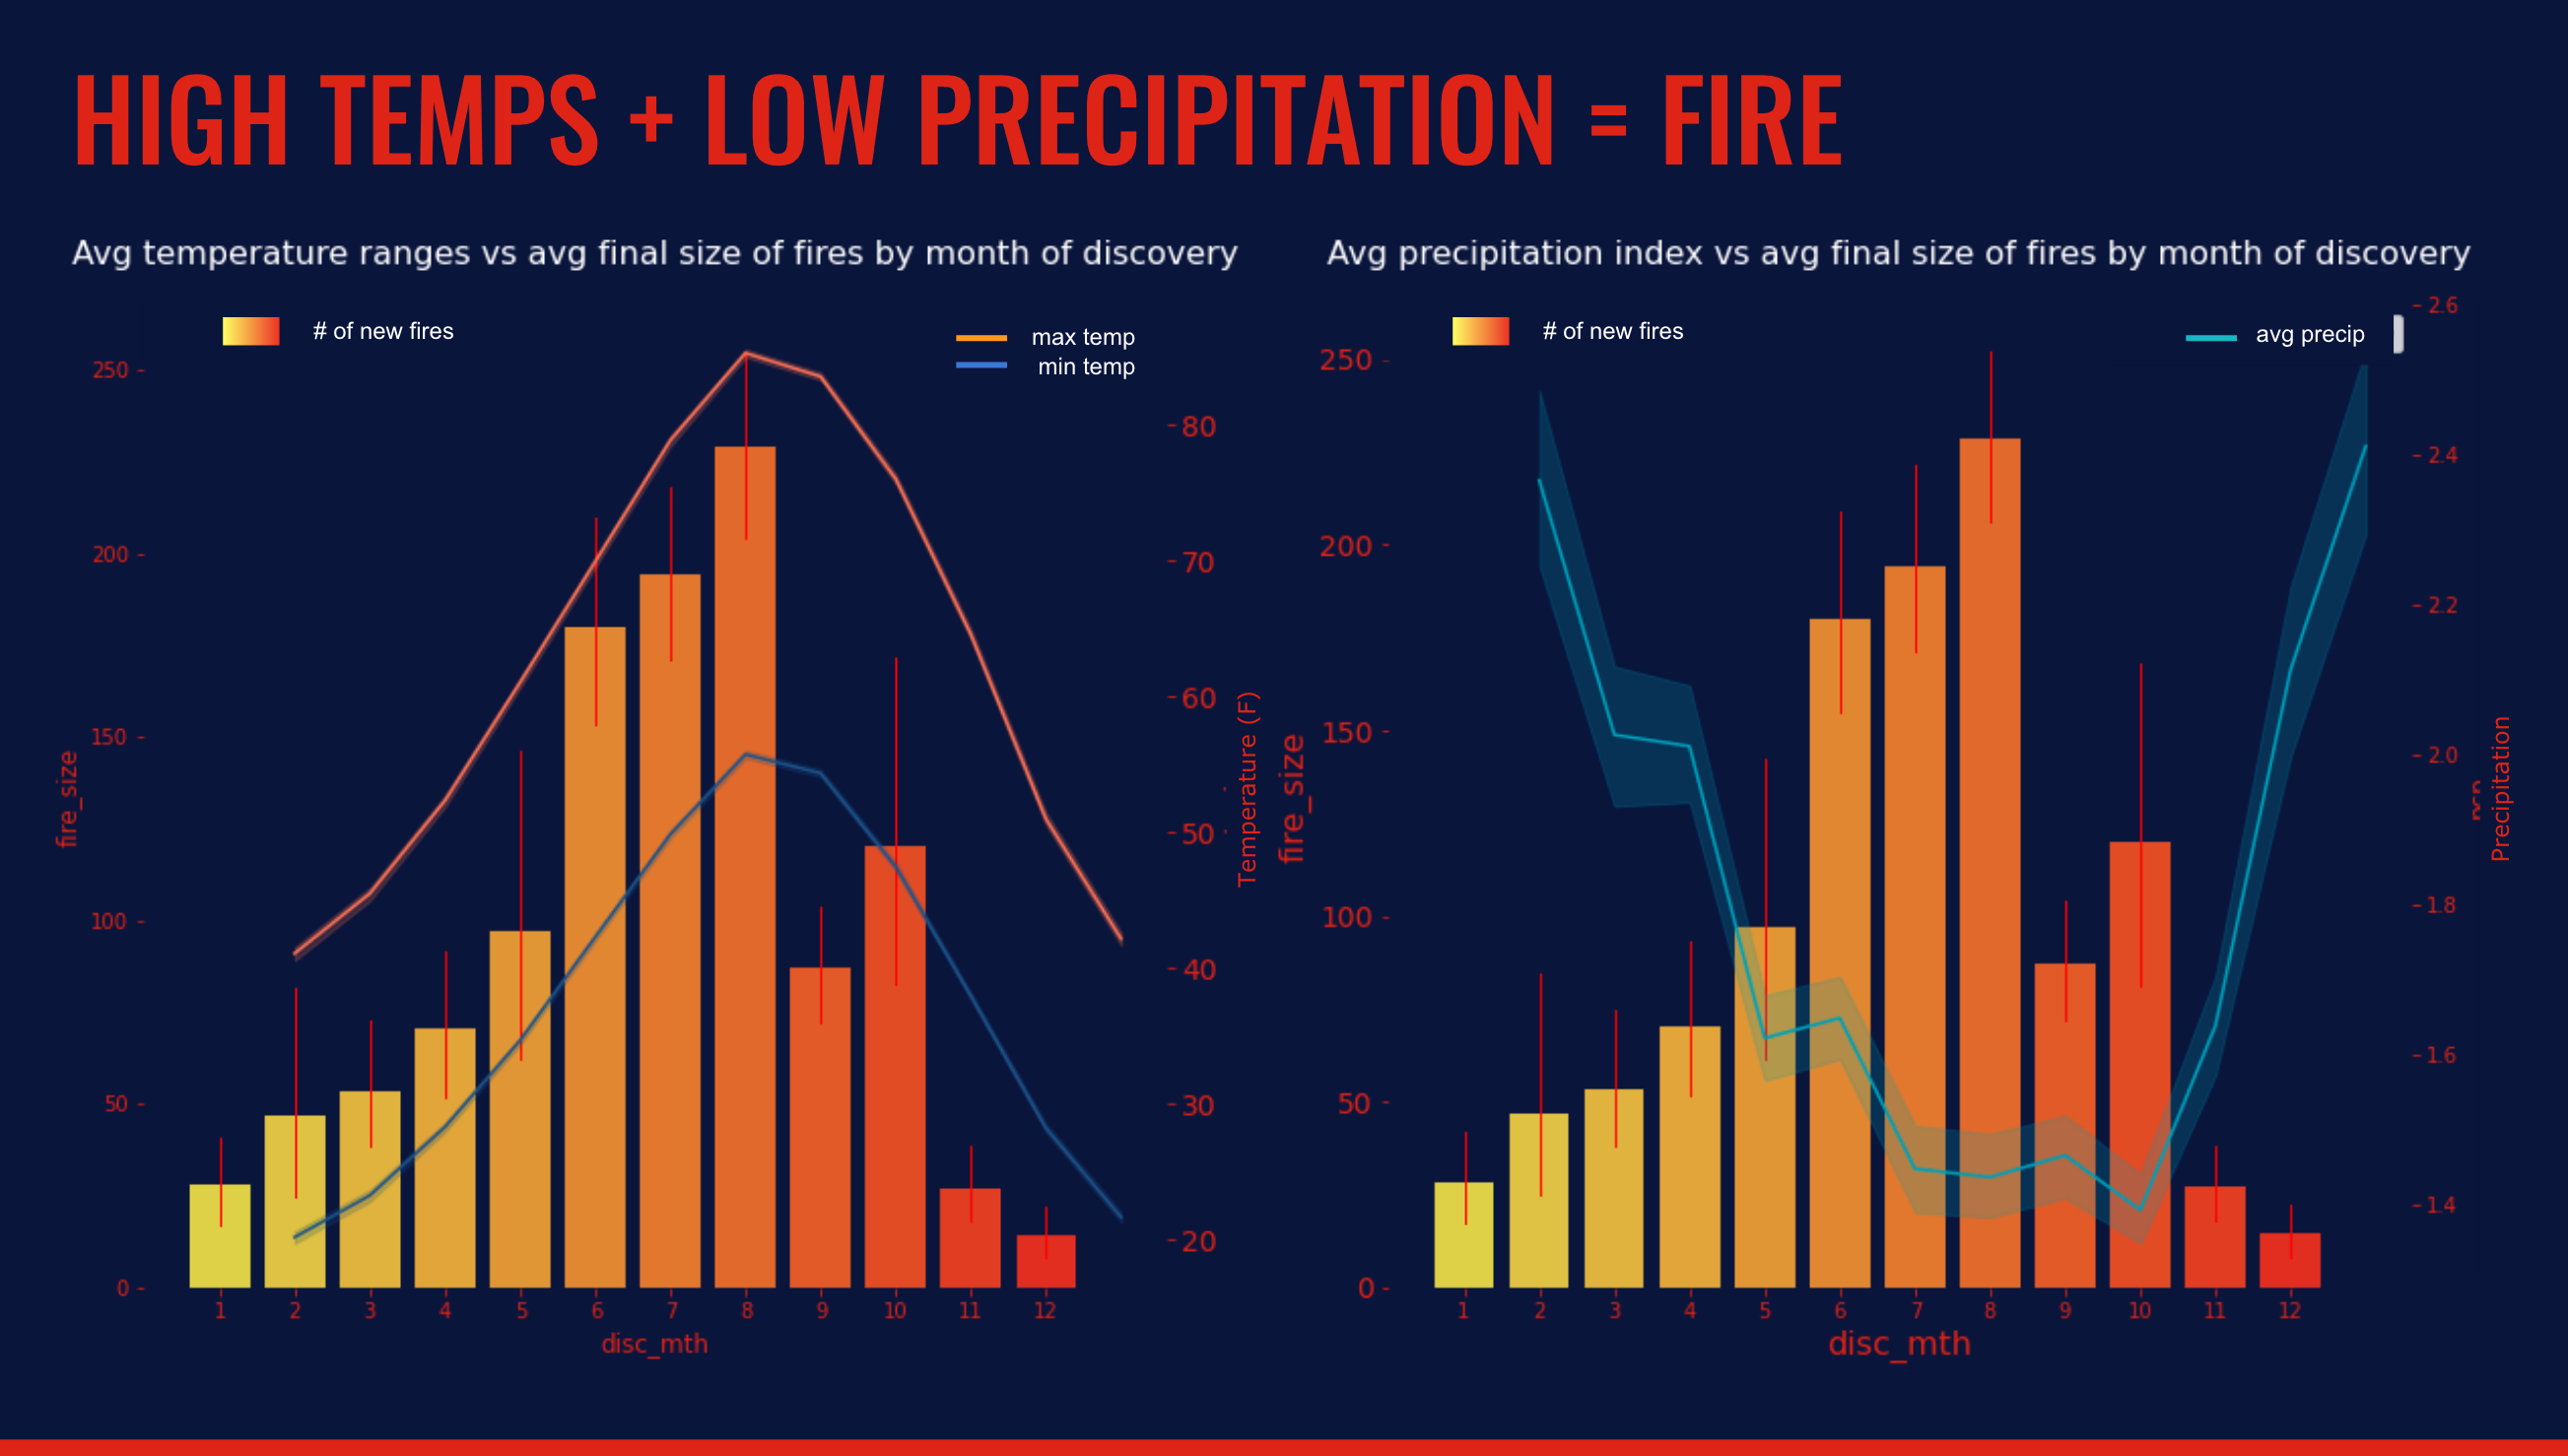 HIGH TEMPS + LOW PRECIPITATION = FIRE
Avg temperature ranges vs avg final size of fires by month of discovery
# of new fires
max temp
min temp
250
200
150
100
50
0
fire_size
80
70
60
50
40
30
20
Temperature (F)
1 2 3 4 5 6 7 8 9 10 11 12
disc_mth
Avg precipitation index vs avg final size of fires by month of discovery
# of new fires
avg precip
250
200
150
100
50
0
fire_size
2.6
2.4
2.2
2.0
1.8
1.6
1.4
Precipitation
1 2 3 4 5 6 7 8 9 10 11 12
disc_mth